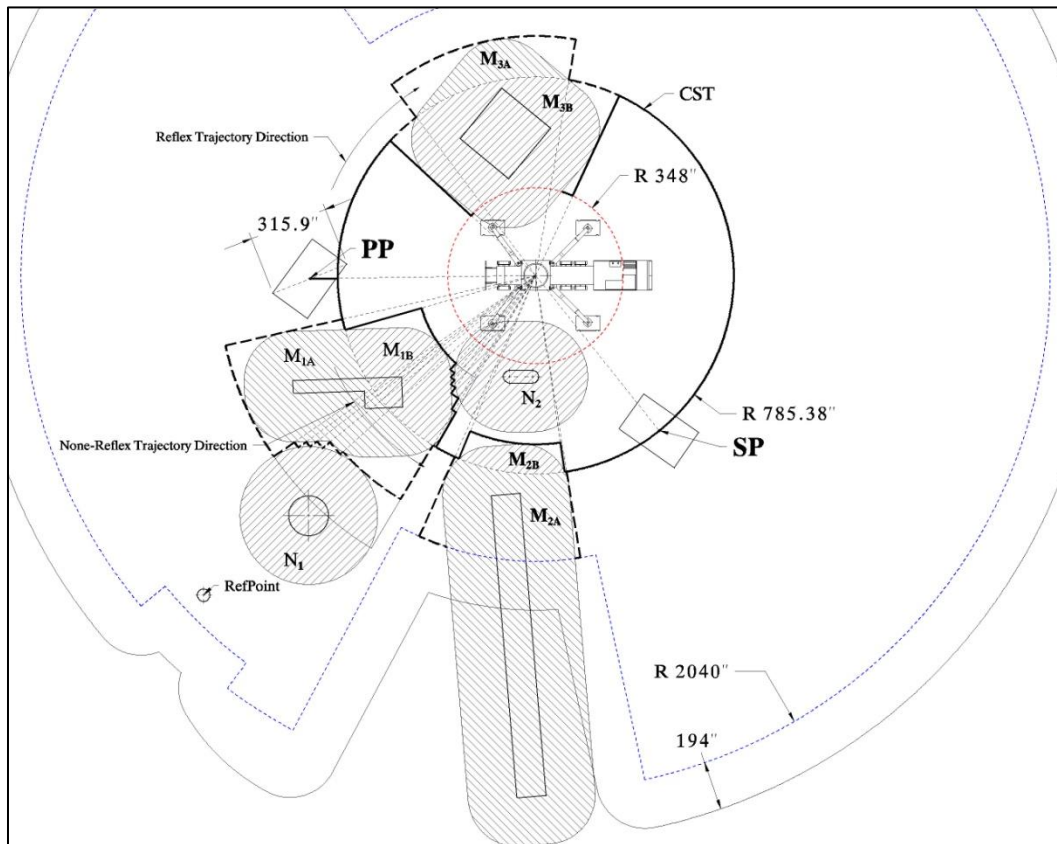 M3A
CST
M3B
Reflex Trajectory Direction
R 348"
315.9"
PP
M1A
M1B
N2
R 785.38"
None-Reflex Trajectory Direction
SP
M2B
M2A
N1
RefPoint
R 2040"
194"